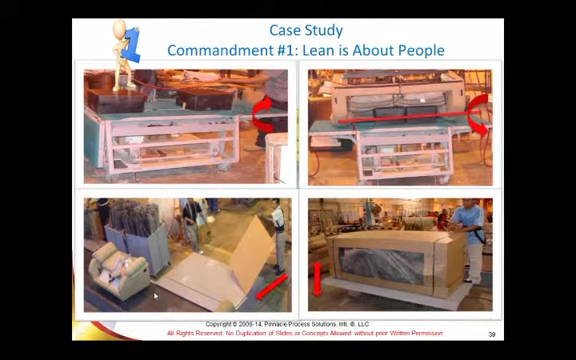 1
Case Study
Commandment #1: Lean is About People
Copyright © 2009-14, Pinnacle Process Solutions, Intl. ®, LLC
All Rights Reserved, No Duplication of Slides or Concepts Allowed without prior Written Permission
39